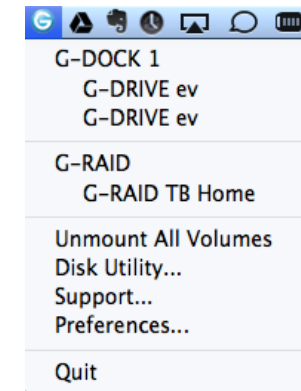 G
G-DOCK 1
G-DRIVE ev
G-DRIVE ev
G-RAID
G-RAID TB Home
Unmount All Volumes
Disk Utility...
Support...
Preferences...
Quit